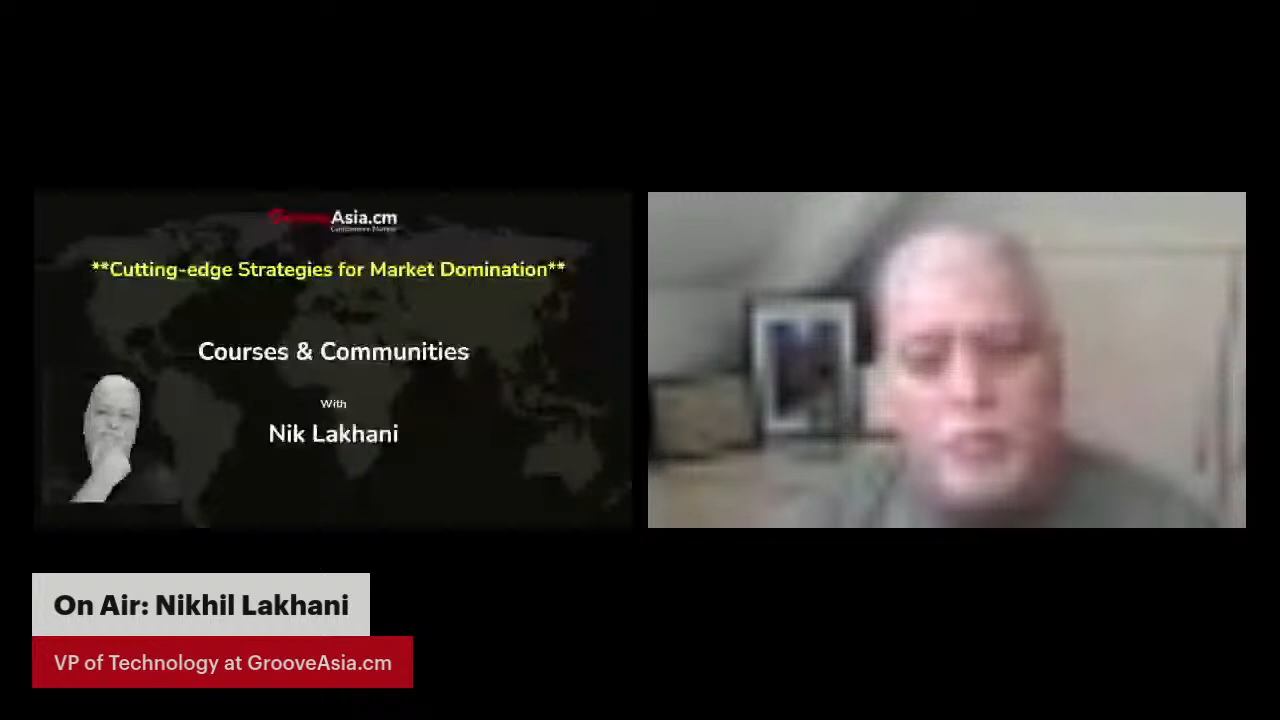 Asia.cm
**Cutting-edge Strategies for Market Domination**
Courses & Communities
With
Nik Lakhani
On Air: Nikhil Lakhani
VP of Technology at GrooveAsia.cm